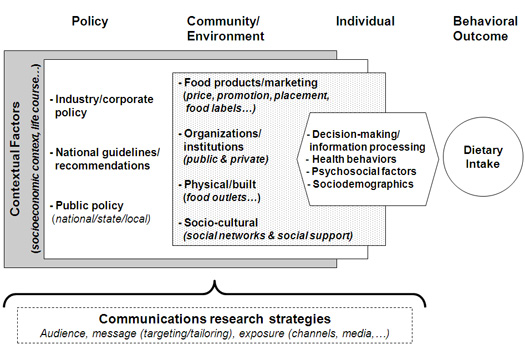 Policy
Community/
Environment
Individual
Behavioral
Outcome
Contextual Factors
(socioeconomic context, life course…)
- Industry/corporate
policy
- National guidelines/
recommendations
- Public policy
(national/state/local)
- Food products/marketing
(price, promotion, placement,
food labels…)
- Organizations/
institutions
(public & private)
- Physical/built
(food outlets…)
- Socio-cultural
(social networks & social support)
- Decision-making/
information processing
- Health behaviors
- Psychosocial factors
- Sociodemographics
Dietary
Intake
Communications research strategies
Audience, message (targeting/tailoring), exposure (channels, media,…)